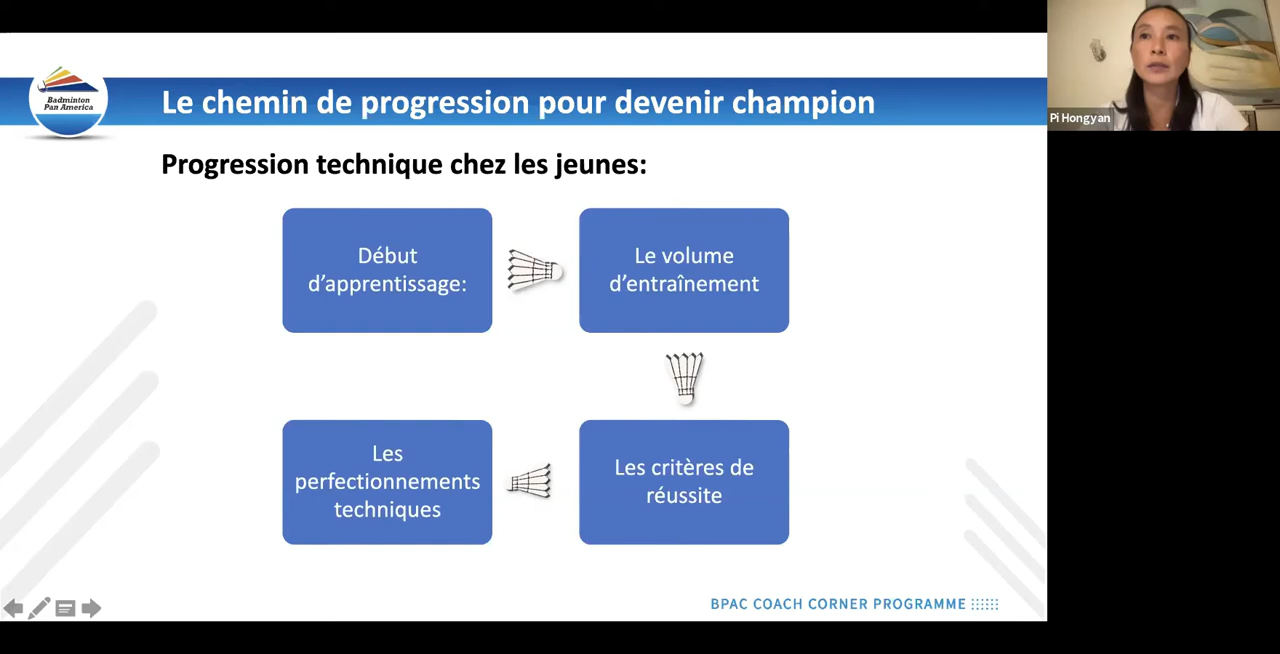 Badminton
Pan America
Le chemin de progression pour devenir champion
Pi Hongyan
Progression technique chez les jeunes:
Début
d’apprentissage:
Le volume
d’entraînement
Les
perfectionnements
techniques
Les critères de
réussite
BPAC COACH CORNER PROGRAMME